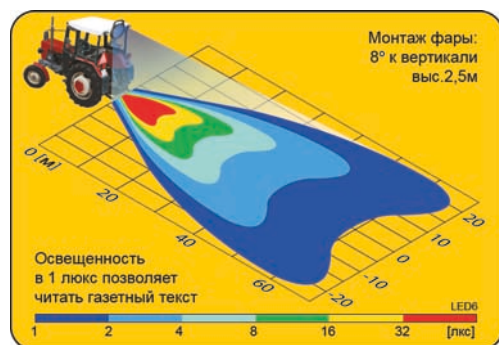 Монтаж фары:
8° к вертикали
выс.2,5м
0 [м]
20
40
60
20
10
0
-10
-20
Освещенность
в 1 люкс позволяет
читать газетный текст
LED6
1 2 4 8 16 32 [лкс]